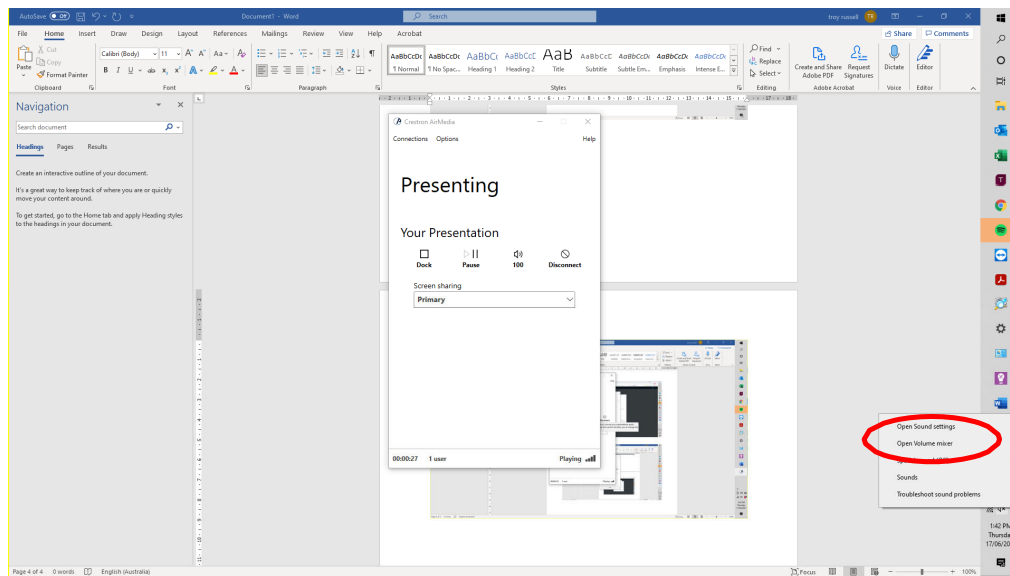 AutoSave Off Document1 - Word Search troy russell TR
File Home Insert Draw Design Layout References Mailings Review View Help Acrobat Share Comments
Paste Cut Copy Format Painter
Calibri (Body) 11
B I U ab x₂ x²
AaBbCcDc AaBbCcDc AaBbCc AaBbCcC AaB AaBbCcC AaBbCcDc AaBbCcDc AaBbCcDc
¶ Normal ¶ No Spac... Heading 1 Heading 2 Title Subtitle Subtle Em... Emphasis Intense E...
Find Replace Select
Create and Share Adobe PDF Request Signatures Dictate Editor
Clipboard Font Paragraph Styles Editing Adobe Acrobat Voice Editor
Navigation
Search document
Headings Pages Results
Create an interactive outline of your document.
It's a great way to keep track of where you are or quickly
move your content around.
To get started, go to the Home tab and apply Heading styles
to the headings in your document.
Crestron AirMedia
Connections Options Help
Presenting
Your Presentation
Dock Pause 100 Disconnect
Screen sharing
Primary
00:00:27 1 user Playing
Open Sound settings
Open Volume mixer
Sounds
Troubleshoot sound problems
1:42 PM
Thursda
17/06/20
Page 4 of 4 0 words English (Australia) Focus 100%